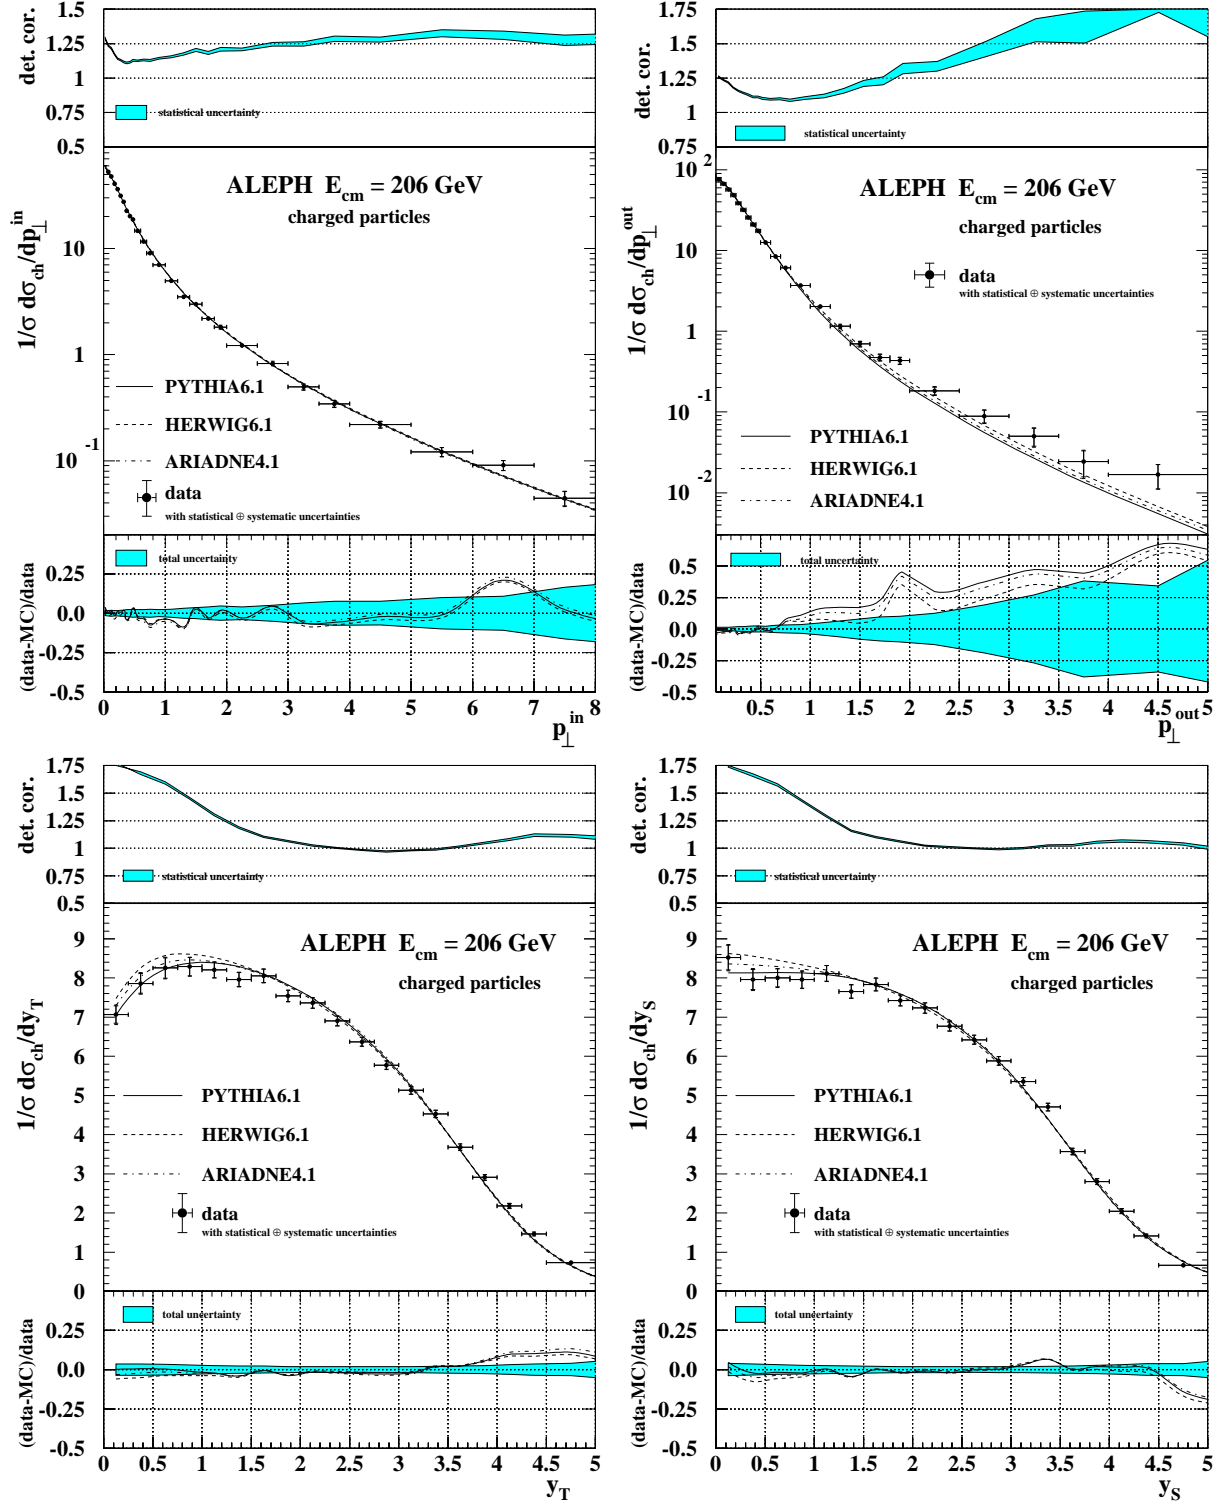 1.5
1.25
1
0.75
0.5
det. cor.
statistical uncertainty
ALEPH E_cm = 206 GeV
charged particles
1/σ dσ_ch/dp_⊥^in
10
1
10^-1
PYTHIA6.1
HERWIG6.1
ARIADNE4.1
data
with statistical ⊕ systematic uncertainties
total uncertainty
(data-MC)/data
0.25
0.0
-0.25
-0.5
0 1 2 3 4 5 6 7 8
p_⊥^in
1.75
1.5
1.25
1
0.75
det. cor.
statistical uncertainty
ALEPH E_cm = 206 GeV
charged particles
1/σ dσ_ch/dp_⊥^out
10^2
10
1
10^-1
10^-2
data
with statistical ⊕ systematic uncertainties
PYTHIA6.1
HERWIG6.1
ARIADNE4.1
total uncertainty
(data-MC)/data
0.5
0.25
0.0
-0.25
-0.5
0.5 1 1.5 2 2.5 3 3.5 4 4.5 5
p_⊥^out
1.75
1.5
1.25
1
0.75
0.5
det. cor.
statistical uncertainty
ALEPH E_cm = 206 GeV
charged particles
1/σ dσ_ch/dy_T
9
8
7
6
5
4
3
2
1
0
PYTHIA6.1
HERWIG6.1
ARIADNE4.1
data
with statistical ⊕ systematic uncertainties
total uncertainty
(data-MC)/data
0.25
0.0
-0.25
-0.5
0 0.5 1 1.5 2 2.5 3 3.5 4 4.5 5
y_T
1.75
1.5
1.25
1
0.75
0.5
det. cor.
statistical uncertainty
ALEPH E_cm = 206 GeV
charged particles
1/σ dσ_ch/dy_S
9
8
7
6
5
4
3
2
1
0
PYTHIA6.1
HERWIG6.1
ARIADNE4.1
data
with statistical ⊕ systematic uncertainties
total uncertainty
(data-MC)/data
0.25
0.0
-0.25
-0.5
0 0.5 1 1.5 2 2.5 3 3.5 4 4.5 5
y_S